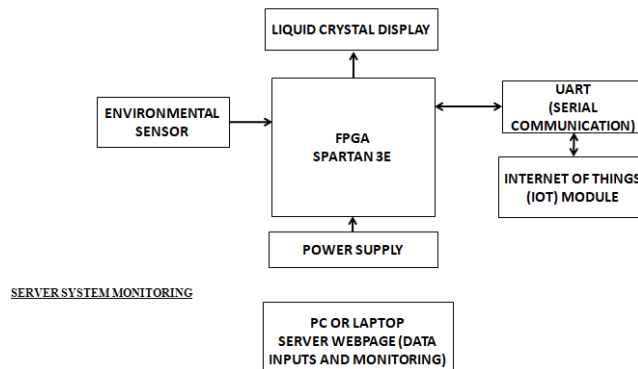 LIQUID CRYSTAL DISPLAY
ENVIRONMENTAL
SENSOR
FPGA
SPARTAN 3E
UART
(SERIAL
COMMUNICATION)
INTERNET OF THINGS
(IOT) MODULE
POWER SUPPLY
SERVER SYSTEM MONITORING
PC OR LAPTOP
SERVER WEBPAGE (DATA
INPUTS AND MONITORING)